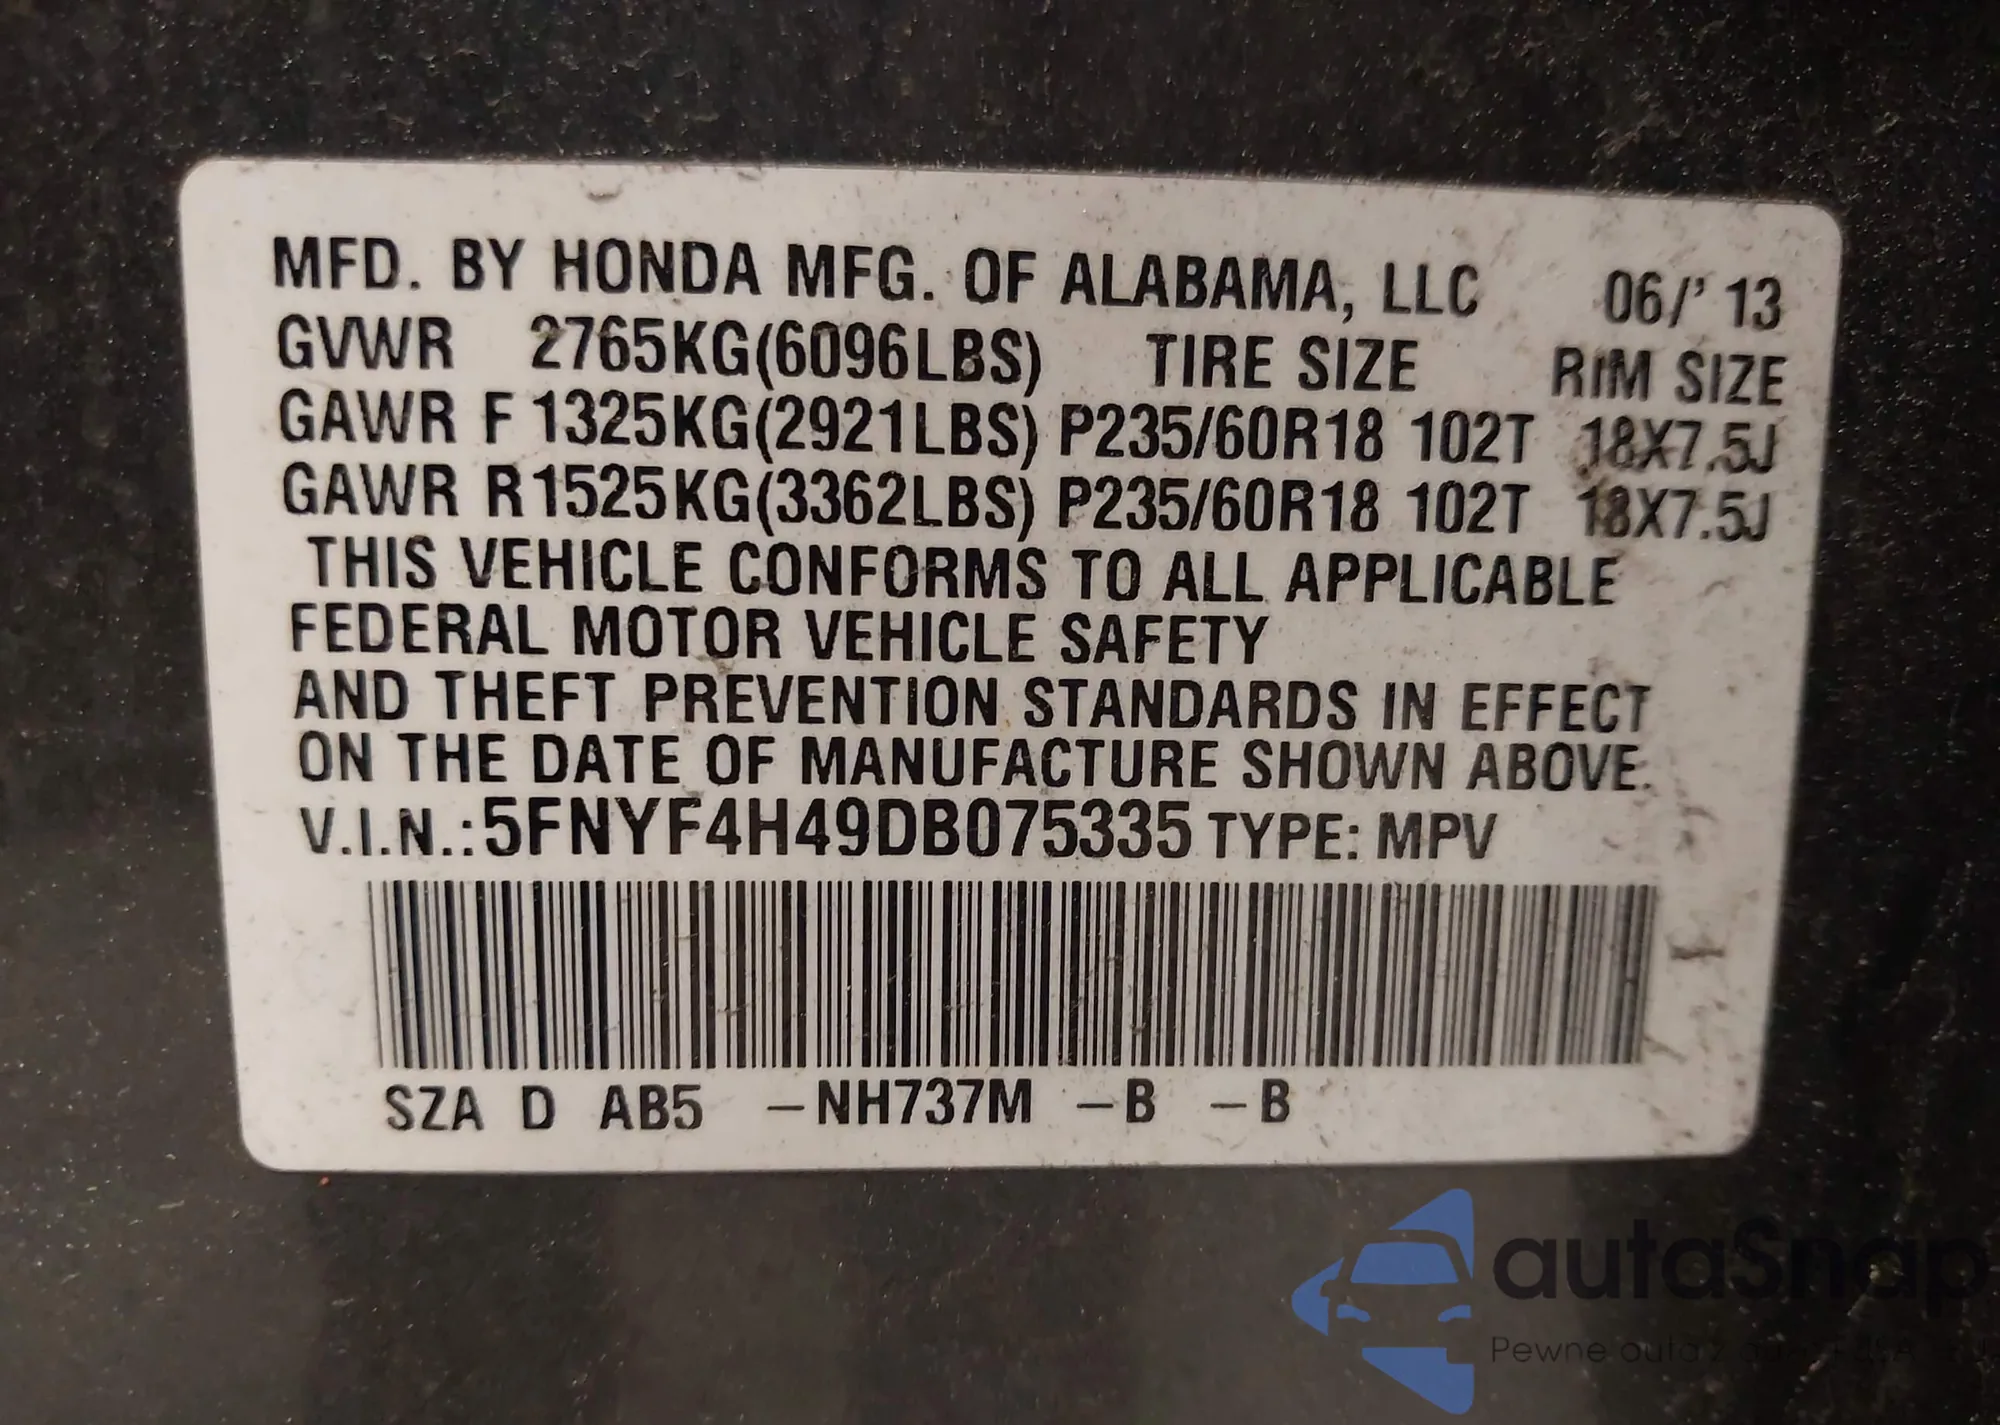 MFD. BY HONDA MFG. OF ALABAMA, LLC 06/' 13
GVWR 2765KG(6096LBS) TIRE SIZE RIM SIZE
GAWR F 1325KG(2921LBS) P235/60R18 102T 18X7.5J
GAWR R 1525KG(3362LBS) P235/60R18 102T 18X7.5J
THIS VEHICLE CONFORMS TO ALL APPLICABLE
FEDERAL MOTOR VEHICLE SAFETY
AND THEFT PREVENTION STANDARDS IN EFFECT
ON THE DATE OF MANUFACTURE SHOWN ABOVE.
V.I.N.:5FNYF4H49DB075335 TYPE: MPV
SZA D AB5 –NH737M –B –B
autaSnap
Pewne auta z